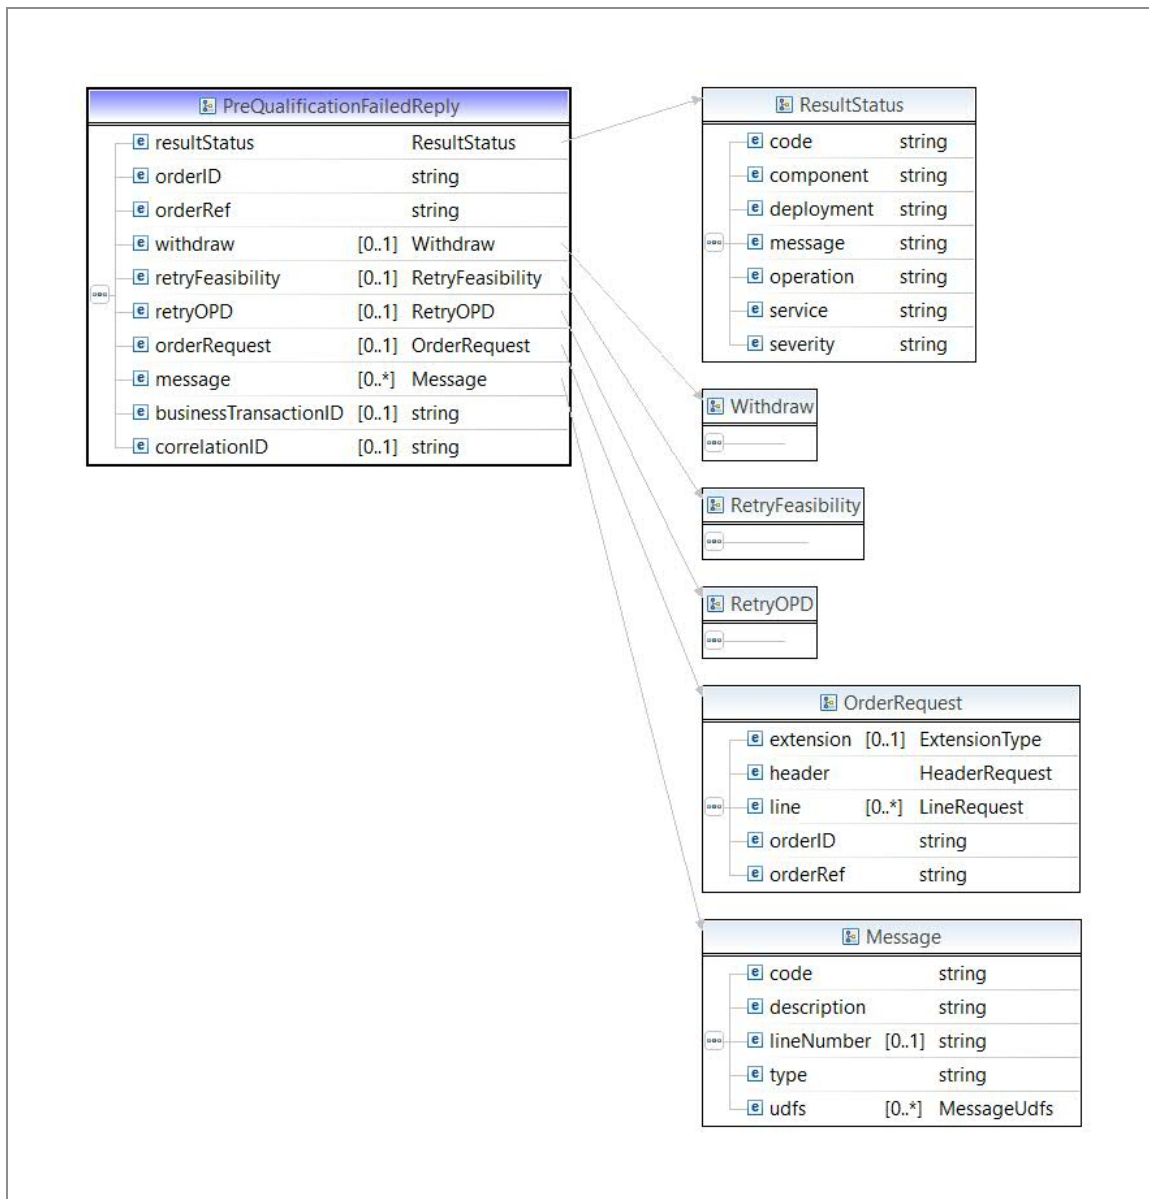 PreQualificationFailedReply
resultStatus ResultStatus
orderID string
orderRef string
withdraw [0..1] Withdraw
retryFeasibility [0..1] RetryFeasibility
retryOPD [0..1] RetryOPD
orderRequest [0..1] OrderRequest
message [0..*] Message
businessTransactionID [0..1] string
correlationID [0..1] string
ResultStatus
code string
component string
deployment string
message string
operation string
service string
severity string
Withdraw
RetryFeasibility
RetryOPD
OrderRequest
extension [0..1] ExtensionType
header HeaderRequest
line [0..*] LineRequest
orderID string
orderRef string
Message
code string
description string
lineNumber [0..1] string
type string
udfs [0..*] MessageUdfs